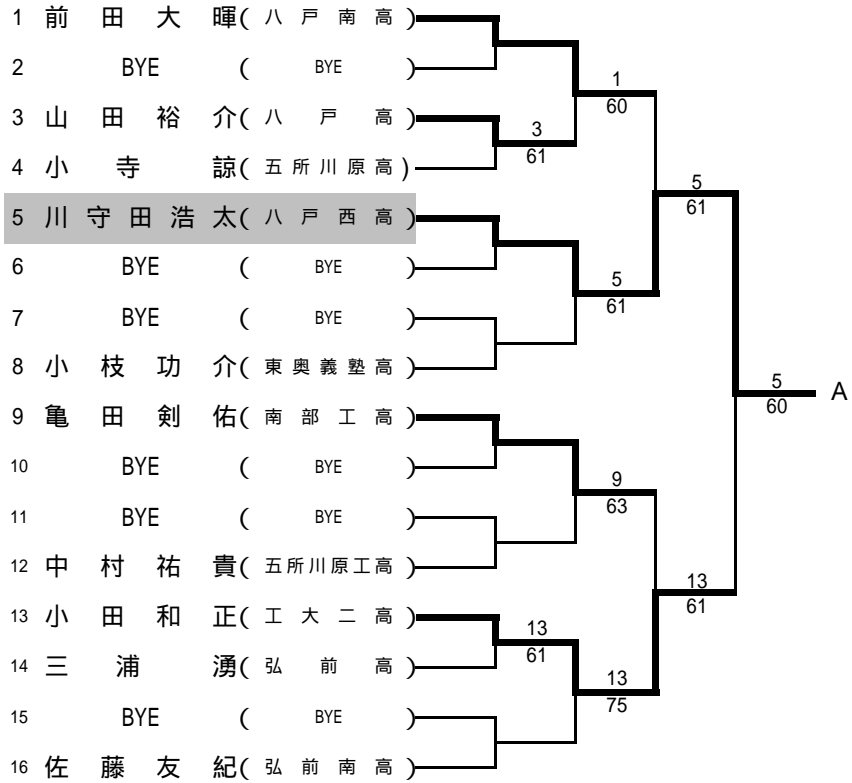 1 前田大暉(八戸南高)
2 BYE (BYE)
3 山田裕介(八戸高)
4 小寺諒(五所川原高)
5 川守田浩太(八戸西高)
6 BYE (BYE)
7 BYE (BYE)
8 小枝功介(東奥義塾高)
9 亀田剣佑(南部工高)
10 BYE (BYE)
11 BYE (BYE)
12 中村祐貴(五所川原工高)
13 小田和正(工大二高)
14 三浦湧(弘前高)
15 BYE (BYE)
16 佐藤友紀(弘前南高)
3
61
13
61
1
60
5
61
9
63
13
75
5
61
13
61
5
60
A